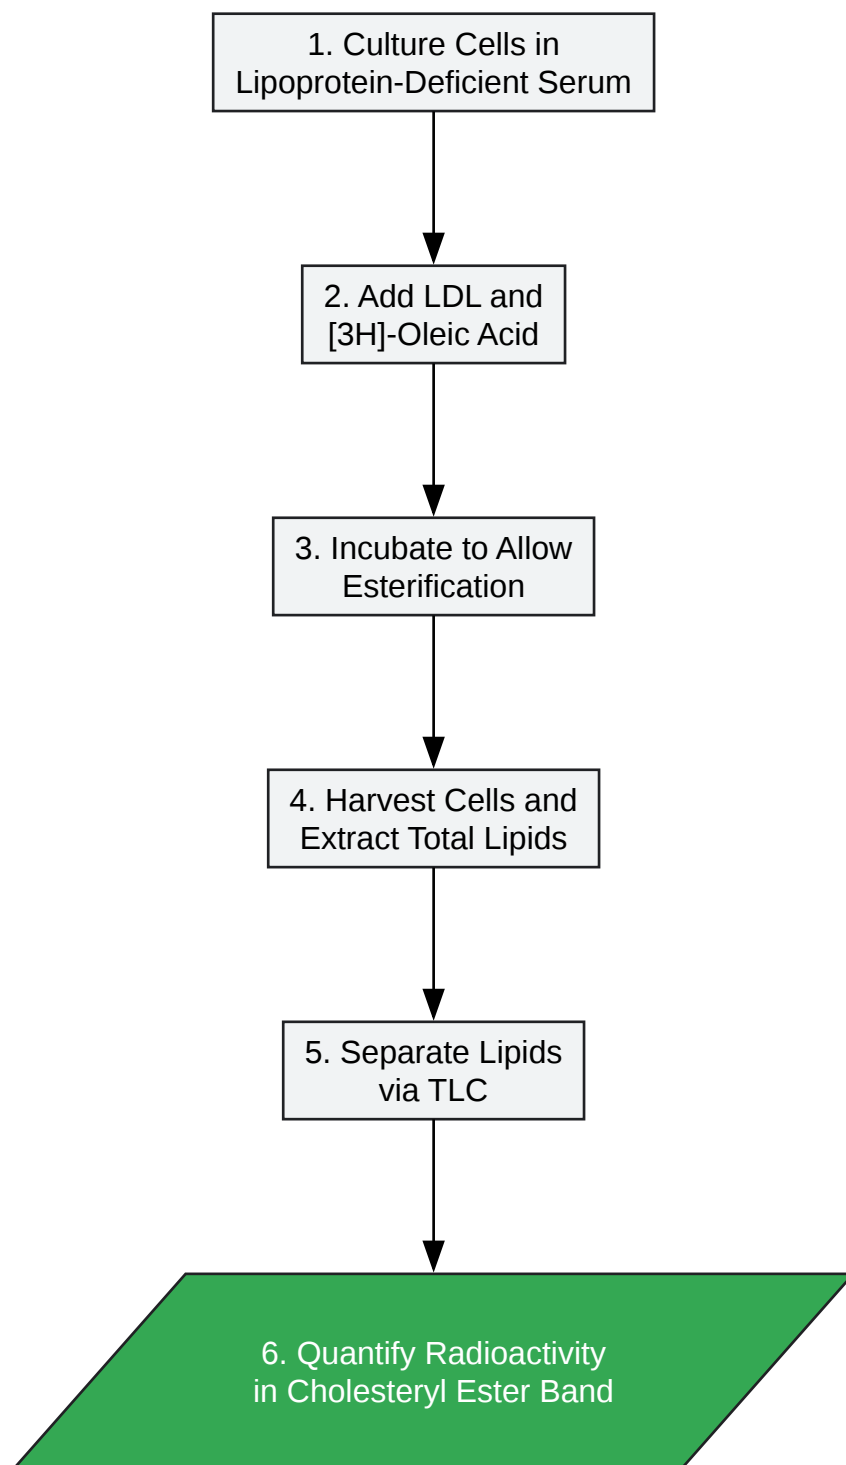 1. Culture Cells in
Lipoprotein-Deficient Serum
2. Add LDL and
[3H]-Oleic Acid
3. Incubate to Allow
Esterification
4. Harvest Cells and
Extract Total Lipids
5. Separate Lipids
via TLC
6. Quantify Radioactivity
in Cholesteryl Ester Band